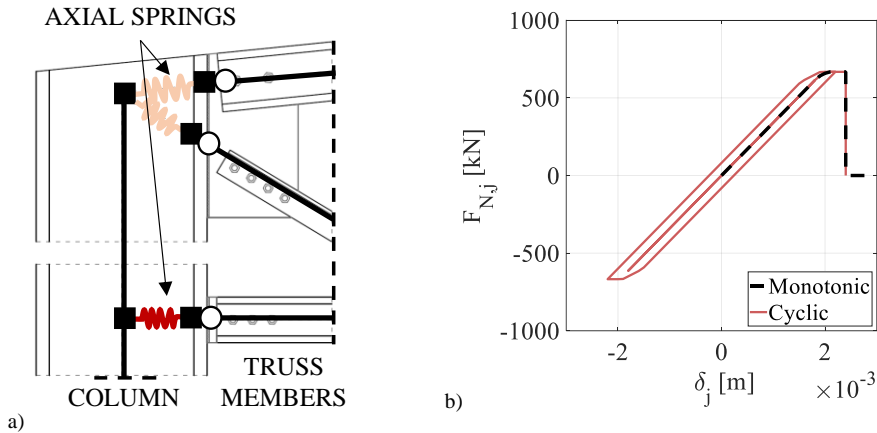 AXIAL SPRINGS
COLUMN
TRUSS
MEMBERS
a)
1000
500
0
-500
-1000
F_{N,j} [kN]
Monotonic
Cyclic
-2
0
2
δ_j [m]
×10^{-3}
b)